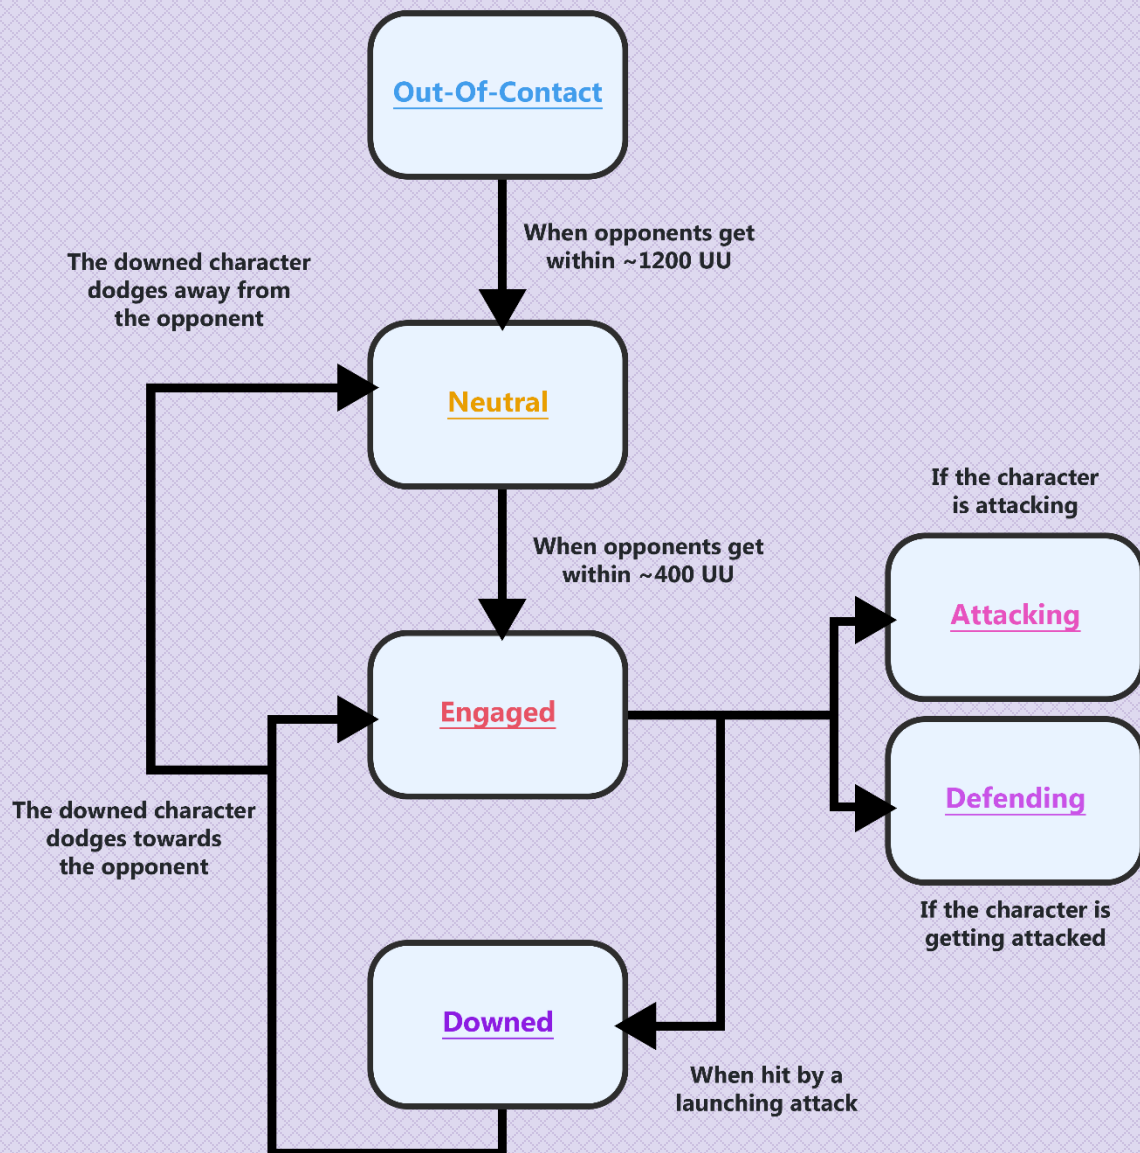 Out-Of-Contact
When opponents get
within ~1200 UU
The downed character
dodges away from
the opponent
Neutral
When opponents get
within ~400 UU
If the character
is attacking
Attacking
Engaged
Defending
The downed character
dodges towards
the opponent
If the character is
getting attacked
Downed
When hit by a
launching attack